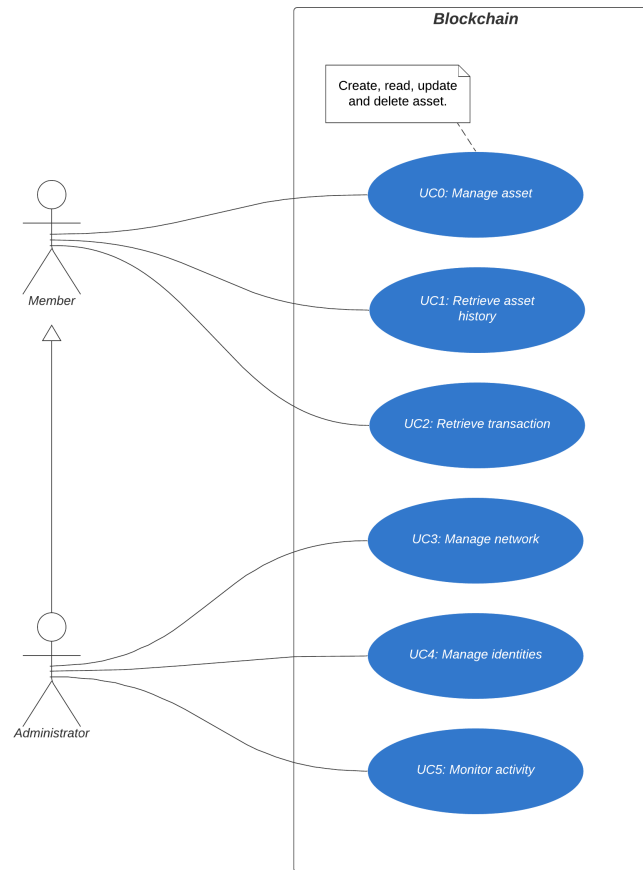 Blockchain
Create, read, update
and delete asset.
UC0: Manage asset
UC1: Retrieve asset
history
Member
UC2: Retrieve transaction
UC3: Manage network
UC4: Manage identities
Administrator
UC5: Monitor activity